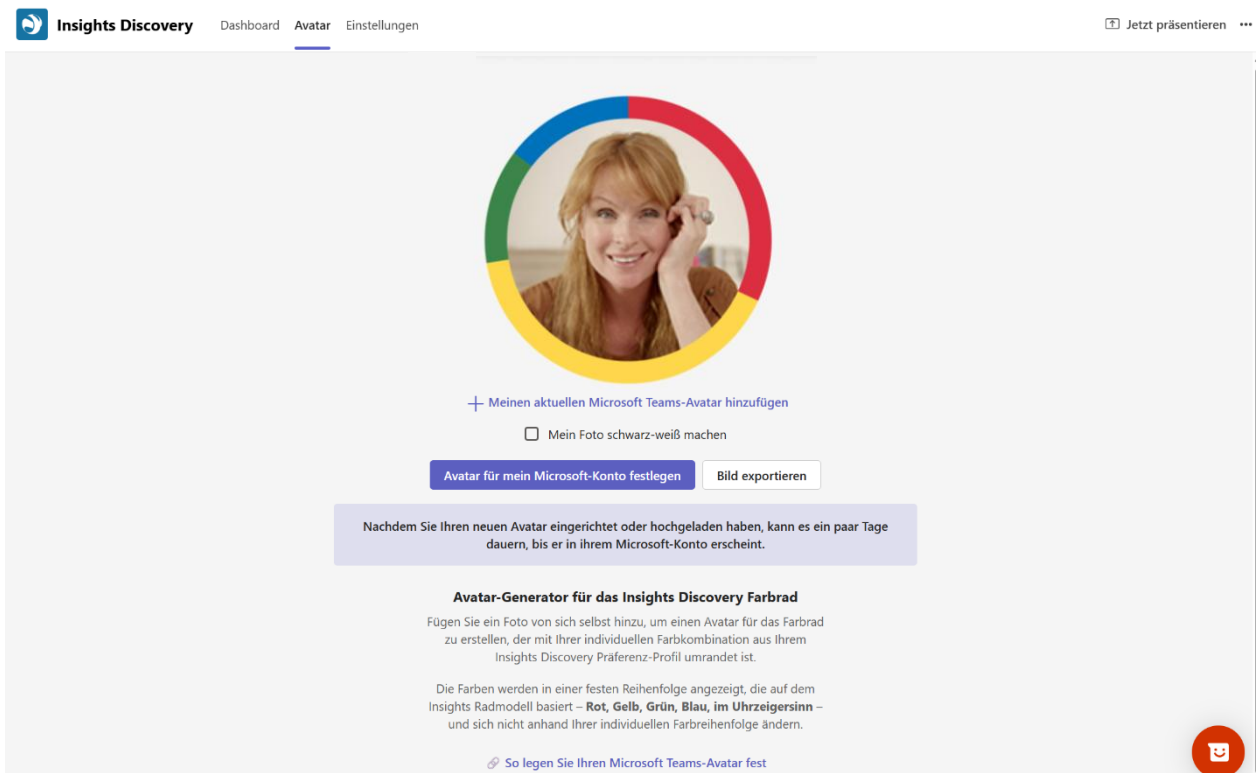 Insights Discovery Dashboard Avatar Einstellungen Jetzt präsentieren ...
Meinen aktuellen Microsoft Teams-Avatar hinzufügen
Mein Foto schwarz-weiß machen
Avatar für mein Microsoft-Konto festlegen Bild exportieren
Nachdem Sie Ihren neuen Avatar eingerichtet oder hochgeladen haben, kann es ein paar Tage
dauern, bis er in ihrem Microsoft-Konto erscheint.
Avatar-Generator für das Insights Discovery Farbrad
Fügen Sie ein Foto von sich selbst hinzu, um einen Avatar für das Farbrad
zu erstellen, der mit Ihrer individuellen Farbkombination aus Ihrem
Insights Discovery Präferenz-Profil umrandet ist.
Die Farben werden in einer festen Reihenfolge angezeigt, die auf dem
Insights Radmodell basiert – Rot, Gelb, Grün, Blau, im Uhrzeigersinn –
und sich nicht anhand Ihrer individuellen Farbreihenfolge ändern.
So legen Sie Ihren Microsoft Teams-Avatar fest